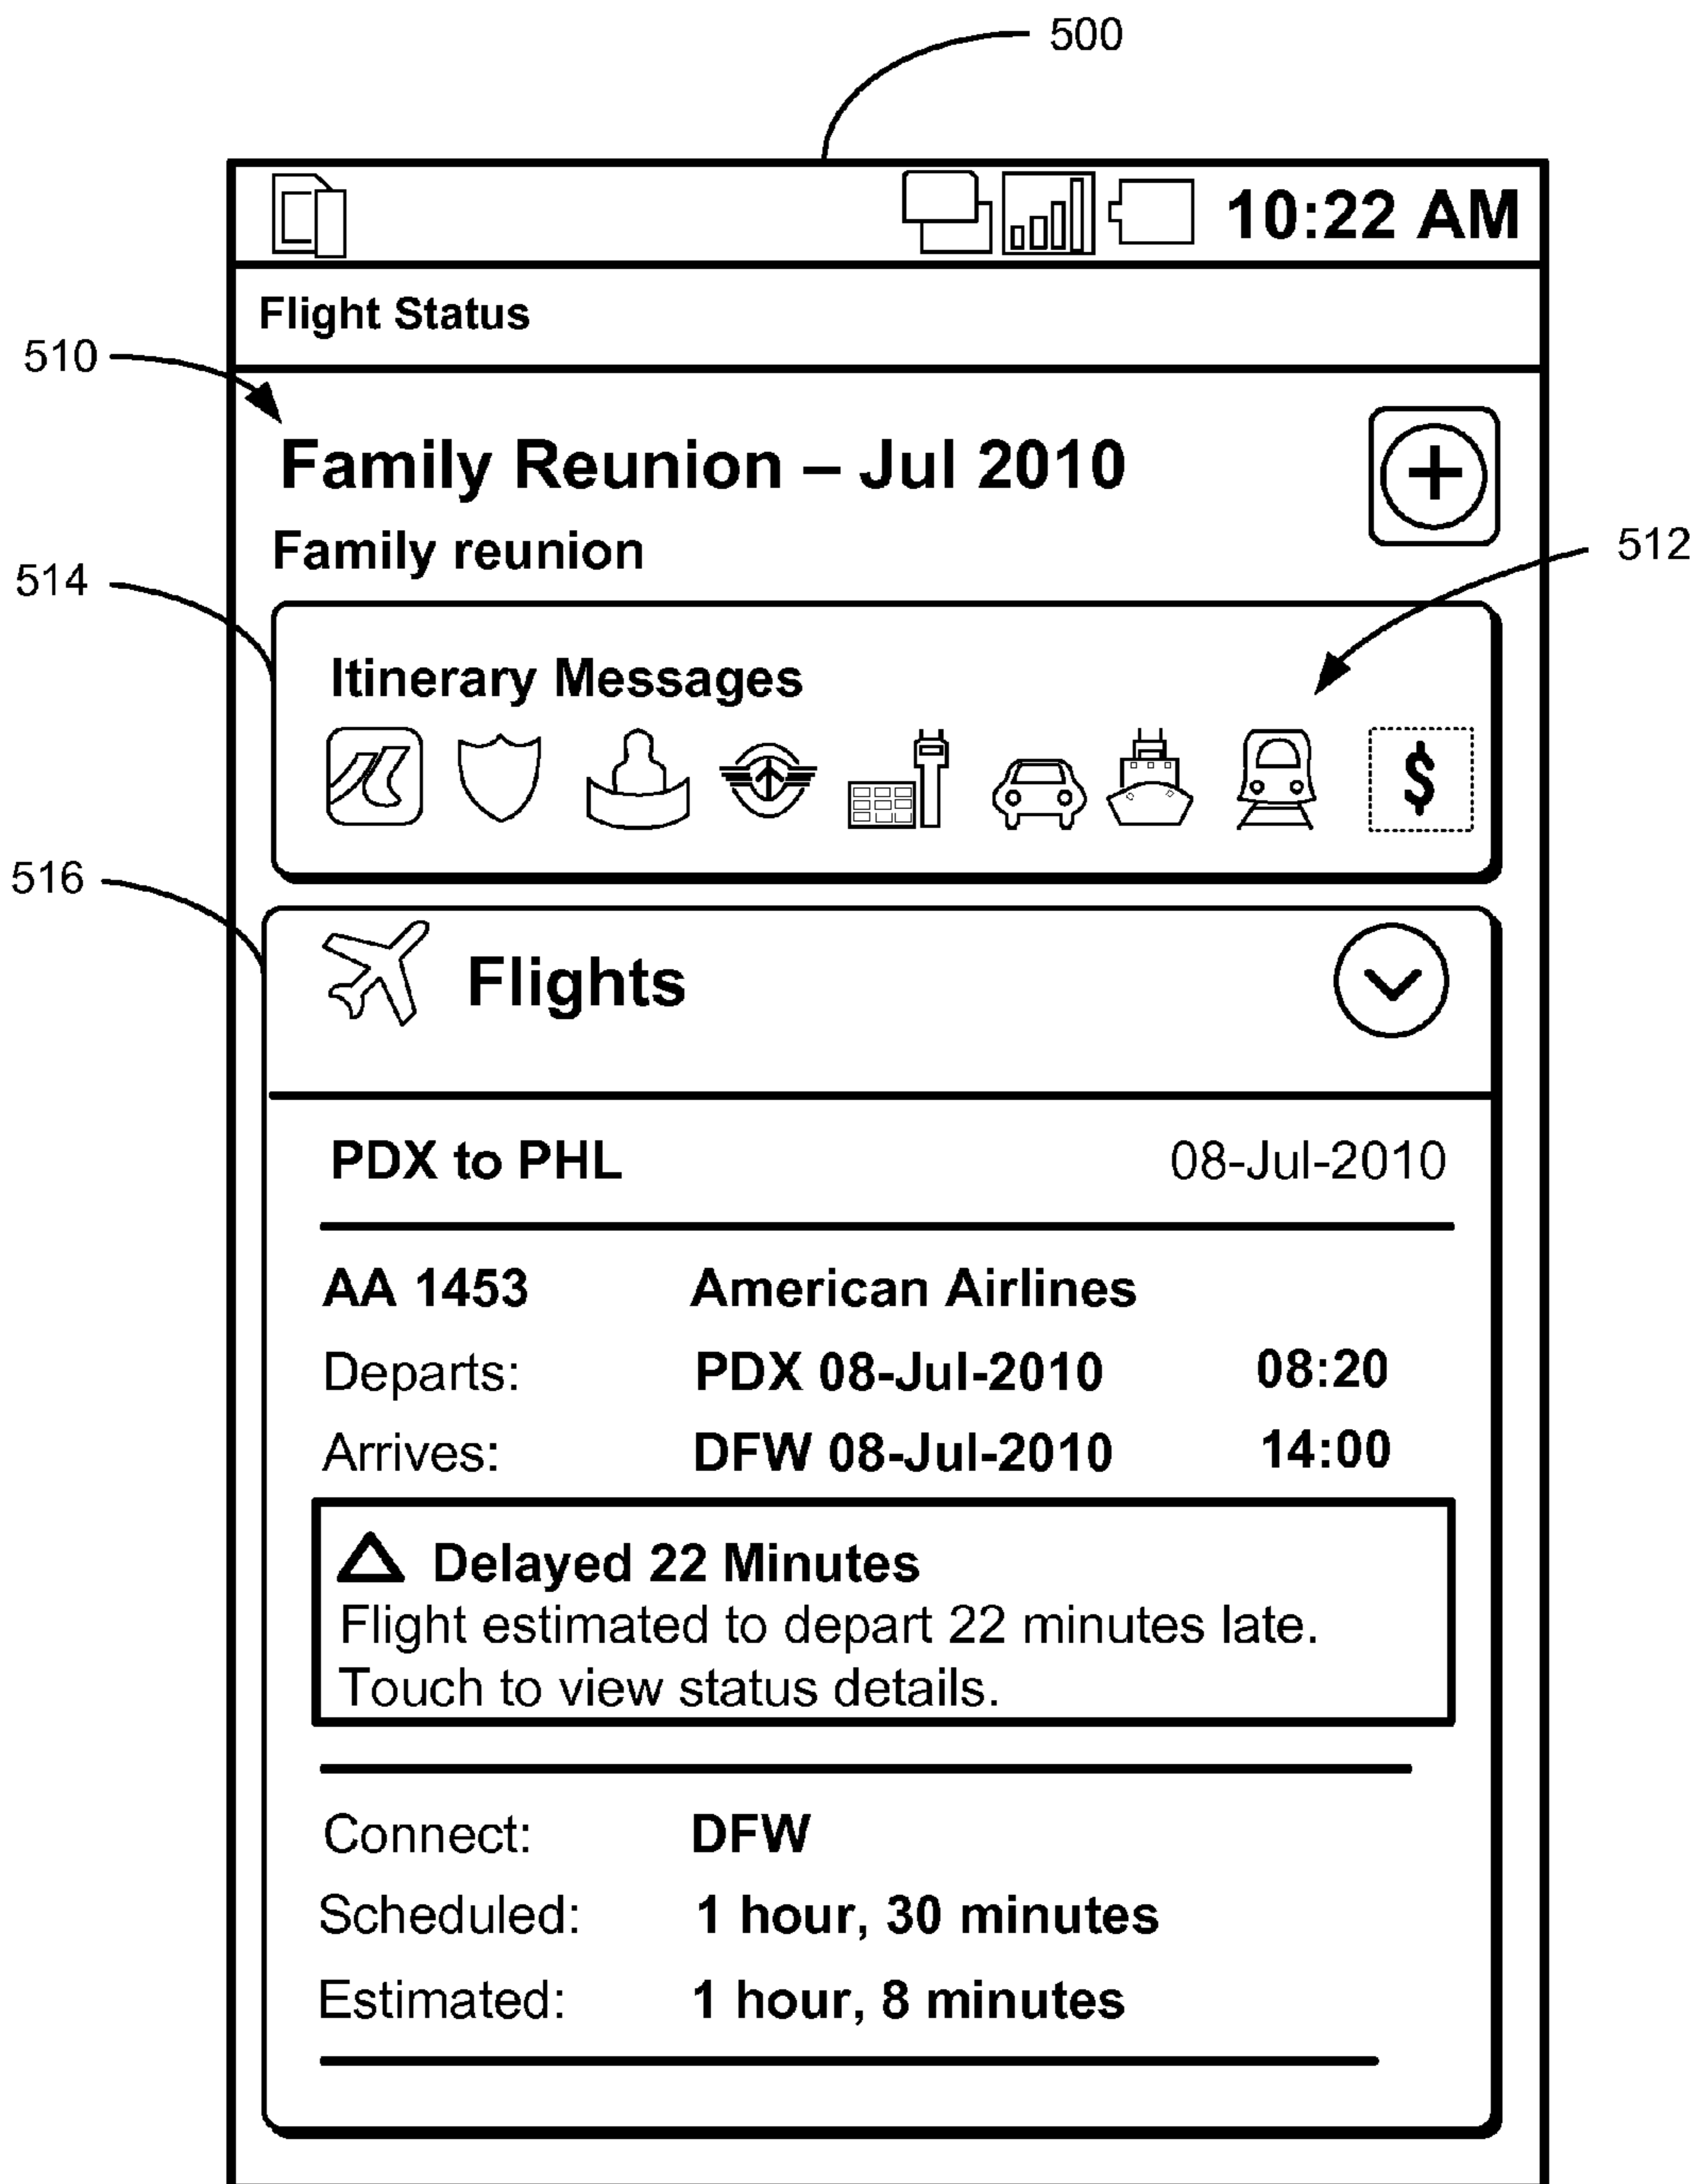 500
10:22 AM
Flight Status
510
Family Reunion – Jul 2010
+
Family reunion
512
514
Itinerary Messages
$
516
Flights
PDX to PHL 08-Jul-2010
AA 1453 American Airlines
Departs: PDX 08-Jul-2010 08:20
Arrives: DFW 08-Jul-2010 14:00
Delayed 22 Minutes
Flight estimated to depart 22 minutes late.
Touch to view status details.
Connect: DFW
Scheduled: 1 hour, 30 minutes
Estimated: 1 hour, 8 minutes